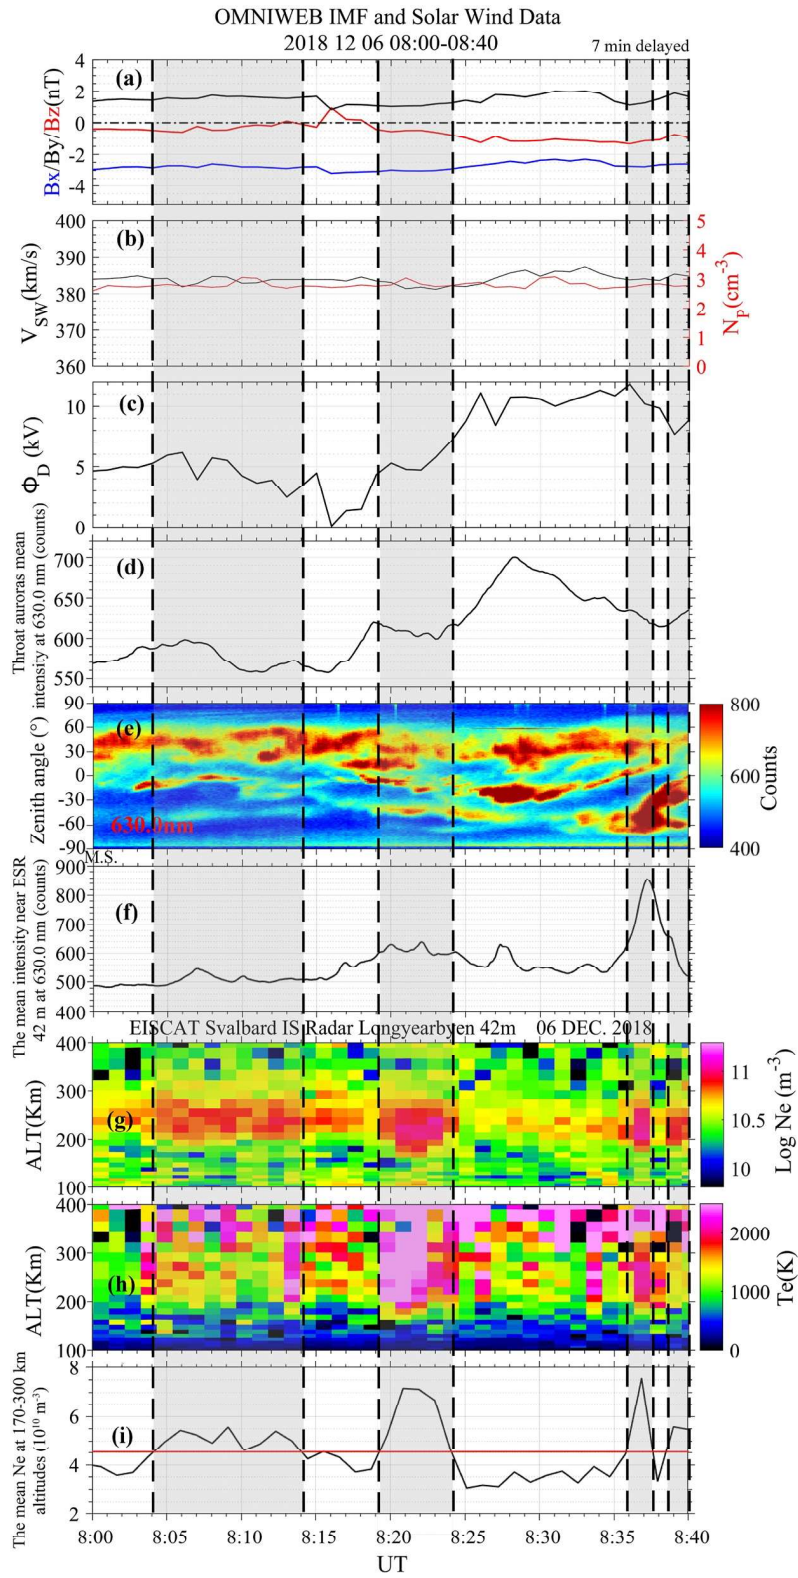 OMNIWEB IMF and Solar Wind Data
2018 12 06 08:00-08:40
7 min delayed
Bx/By/Bz(nT)
4
2
0
-2
-4
(a)
V_SW(km/s)
400
390
380
370
360
(b)
5
4
3
2
1
0
N_p(cm⁻³)
Φ_D (kV)
10
5
0
(c)
Throat auroras mean
intensity at 630.0 nm (counts)
700
650
600
550
(d)
Zenith angle (°)
90
60
30
0
-30
-60
-90
(e)
630.0nm
800
600
400
Counts
M.S.
The mean intensity near ESR
42 m at 630.0 nm (counts)
900
800
700
600
500
400
(f)
EISCAT Svalbard IS Radar Longyearbyen 42m 06 DEC. 2018
ALT(Km)
400
300
200
100
(g)
11
10.5
10
Log Ne (m⁻³)
ALT(Km)
400
300
200
100
(h)
2000
1000
0
Te(K)
The mean Ne at 170-300 km
altitudes (10¹⁰ m⁻³)
8
6
4
2
(i)
8:00 8:05 8:10 8:15 8:20 8:25 8:30 8:35 8:40
UT